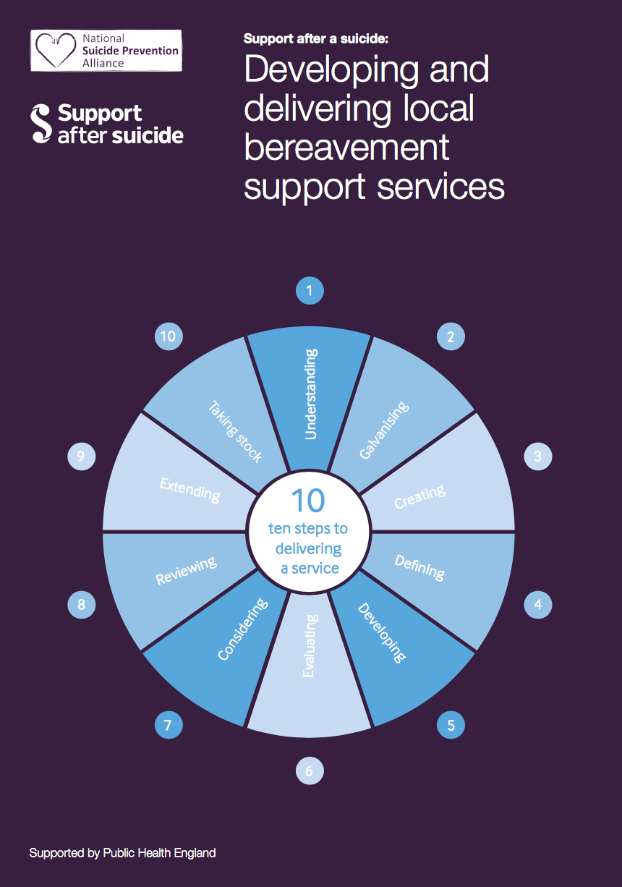 National
Suicide Prevention
Alliance
Support
after suicide
Support after a suicide:
Developing and
delivering local
bereavement
support services
1
Understanding
2
Galvanising
3
Creating
4
Defining
5
Developing
6
Evaluating
7
Considering
8
Reviewing
9
Extending
10
Taking stock
10
ten steps to
delivering
a service
Supported by Public Health England